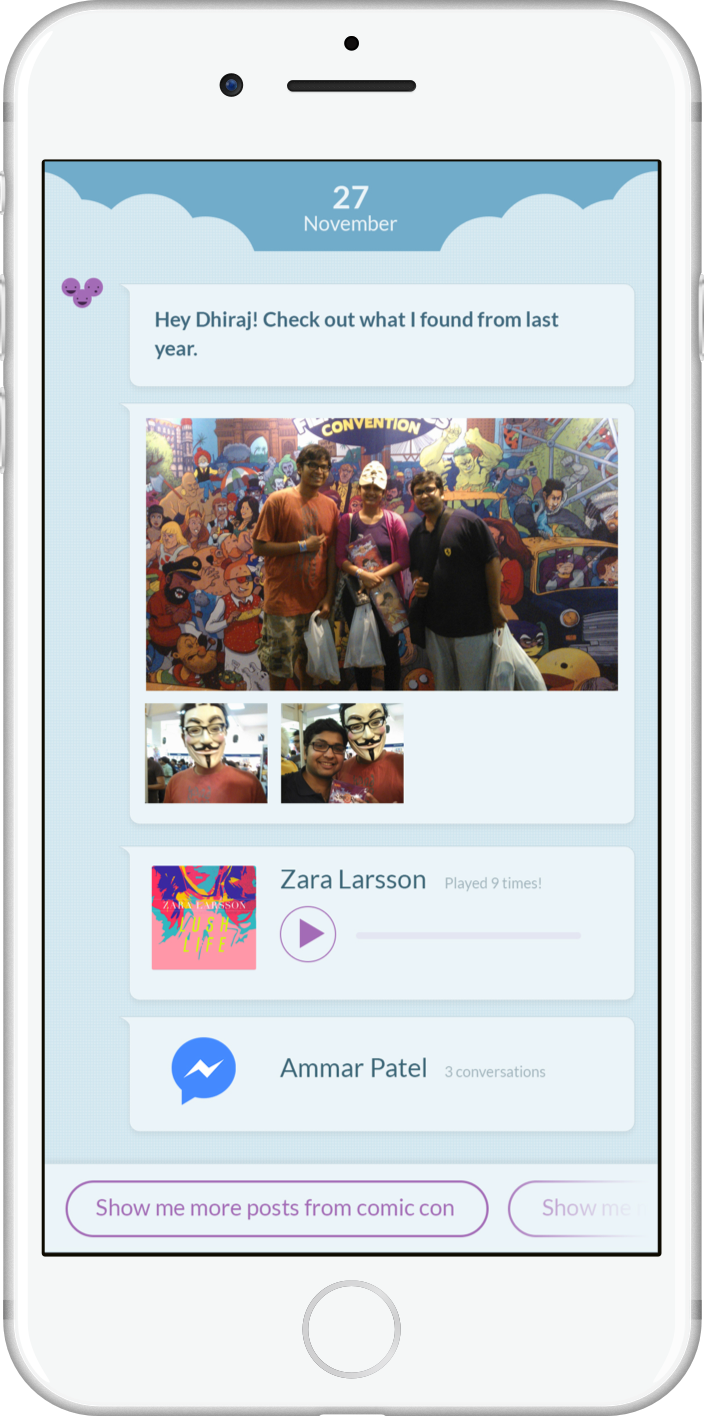 27
November
Hey Dhiraj! Check out what I found from last
year.
CONVENTION
Zara Larsson Played 9 times!
ZARA LARSSON
LUSH
LIFE
Ammar Patel 3 conversations
Show me more posts from comic con
Show me